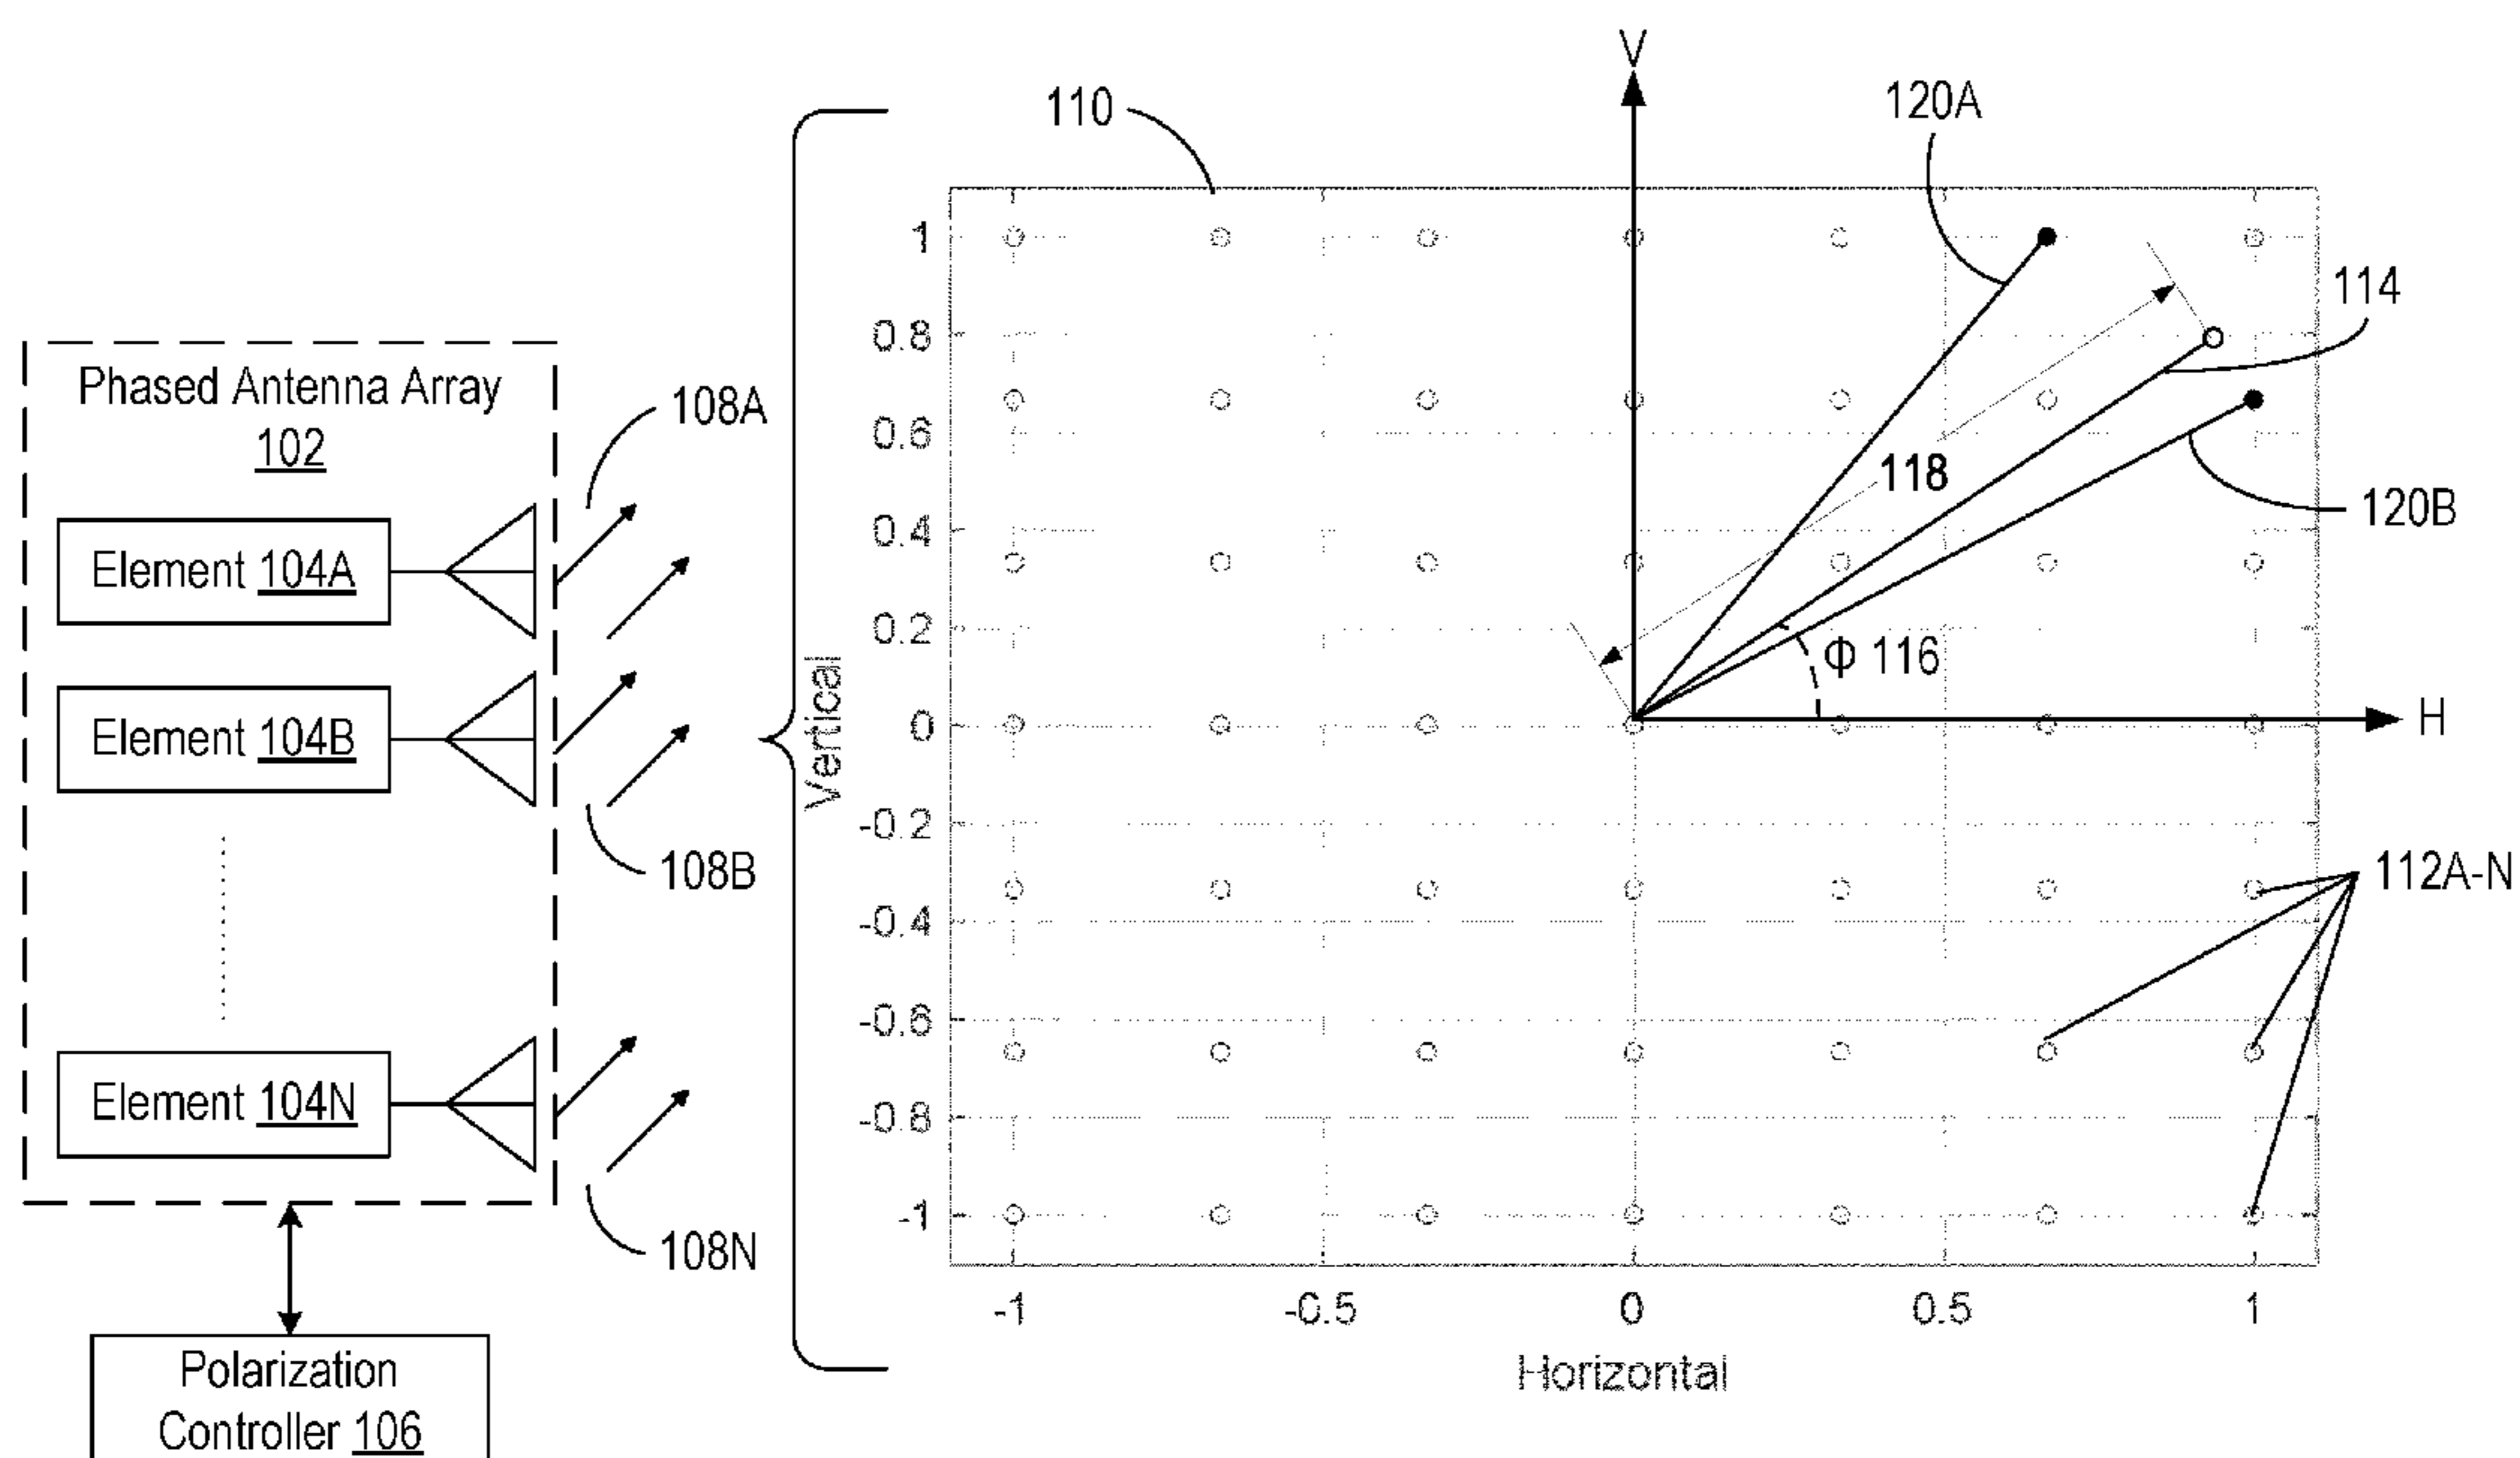 Phased Antenna Array
102
Element 104A
Element 104B
Element 104N
Polarization
Controller 106
108A
108B
108N
110
V
120A
114
118
120B
Φ 116
H
112A-N
Vertical
1
0.8
0.6
0.4
0.2
0
-0.2
-0.4
-0.6
-0.8
-1
-1
-0.5
0
0.5
1
Horizontal